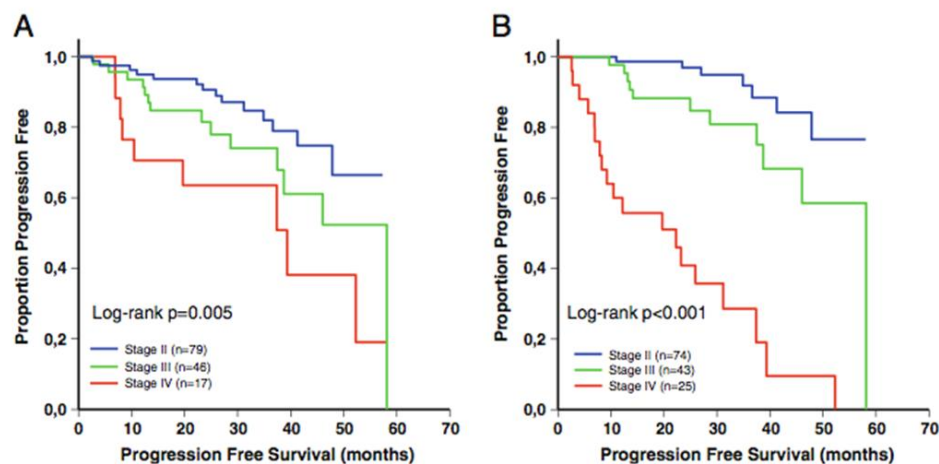 A
Proportion Progression Free
1,0
0,8
0,6
0,4
0,2
0,0
Log-rank p=0.005
Stage II (n=79)
Stage III (n=46)
Stage IV (n=17)
0 10 20 30 40 50 60 70
Progression Free Survival (months)
B
Proportion Progression Free
1,0
0,8
0,6
0,4
0,2
0,0
Log-rank p<0.001
Stage II (n=74)
Stage III (n=43)
Stage IV (n=25)
0 10 20 30 40 50 60 70
Progression Free Survival (months)